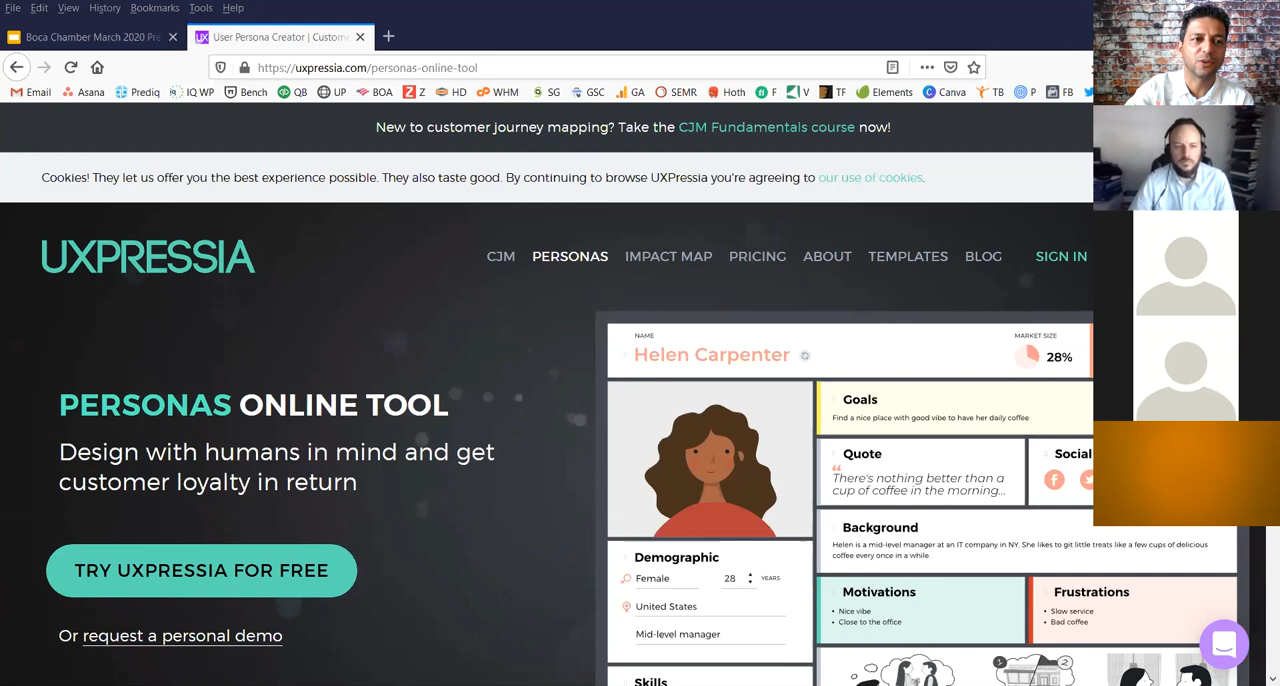 File Edit View History Bookmarks Tools Help
Boca Chamber March 2020 Pre
User Persona Creator | Custome
https://uxpressia.com/personas-online-tool
Email Asana Prediq IQ WP Bench QB UP BOA Z HD WHM SG GSC GA SEMR Hoth F V TF Elements Canva TB P FB
New to customer journey mapping? Take the CJM Fundamentals course now!
Cookies! They let us offer you the best experience possible. They also taste good. By continuing to browse UXPressia you're agreeing to our use of cookies.
UXPRESSIA
CJM PERSONAS IMPACT MAP PRICING ABOUT TEMPLATES BLOG SIGN IN
PERSONAS ONLINE TOOL
Design with humans in mind and get
customer loyalty in return
TRY UXPRESSIA FOR FREE
Or request a personal demo
NAME
Helen Carpenter
MARKET SIZE
28%
Goals
Find a nice place with good vibe to have her daily coffee
Quote
There's nothing better than a
cup of coffee in the morning...
Social
Background
Helen is a mid-level manager at an IT company in NY. She likes to git little treats like a few cups of delicious
coffee every once in a while.
Demographic
Female 28 YEARS
United States
Mid-level manager
Motivations
• Nice vibe
• Close to the office
Frustrations
• Slow service
• Bad coffee
Skills